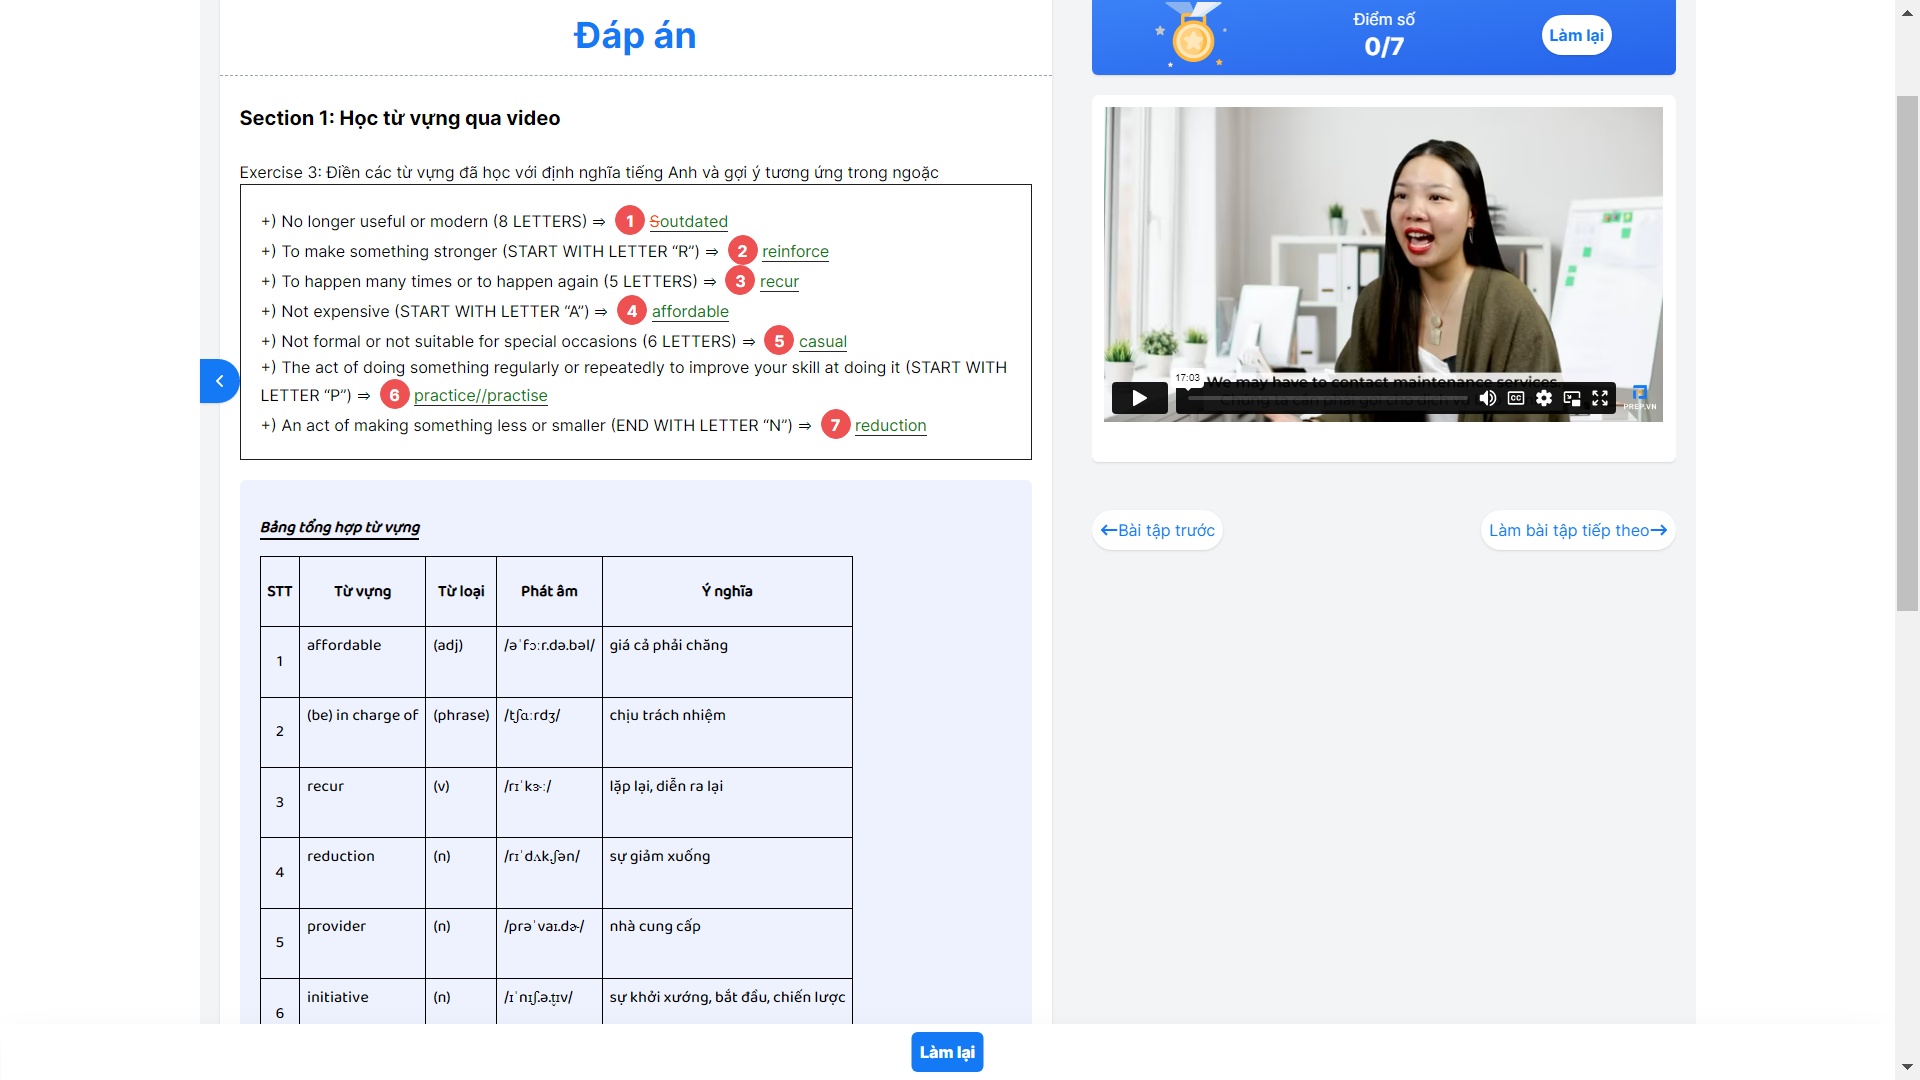 Đáp án
Section 1: Học từ vựng qua video
Exercise 3: Điền các từ vựng đã học với định nghĩa tiếng Anh và gợi ý tương ứng trong ngoặc
+) No longer useful or modern (8 LETTERS) ⇒ 1 Soutdated
+) To make something stronger (START WITH LETTER “R”) ⇒ 2 reinforce
+) To happen many times or to happen again (5 LETTERS) ⇒ 3 recur
+) Not expensive (START WITH LETTER “A”) ⇒ 4 affordable
+) Not formal or not suitable for special occasions (6 LETTERS) ⇒ 5 casual
+) The act of doing something regularly or repeatedly to improve your skill at doing it (START WITH
LETTER “P”) ⇒ 6 practice//practise
+) An act of making something less or smaller (END WITH LETTER “N”) ⇒ 7 reduction
Bảng tổng hợp từ vựng
STT Từ vựng Từ loại Phát âm Ý nghĩa
1 affordable (adj) /əˈfɔːr.də.bəl/ giá cả phải chăng
2 (be) in charge of (phrase) /tʃɑːrdʒ/ chịu trách nhiệm
3 recur (v) /rɪˈkɝː/ lặp lại, diễn ra lại
4 reduction (n) /rɪˈdʌk.ʃən/ sự giảm xuống
5 provider (n) /prəˈvaɪ.dɚ/ nhà cung cấp
6 initiative (n) /ɪˈnɪʃ.ə.t̬ɪv/ sự khởi xướng, bắt đầu, chiến lược
Điểm số
0/7
Làm lại
We may have to contact maintenance services.
Chúng ta cần phải gọi cho dịch vụ
17:03
CC
PREP.VN
Bài tập trước
Làm bài tập tiếp theo
Làm lại